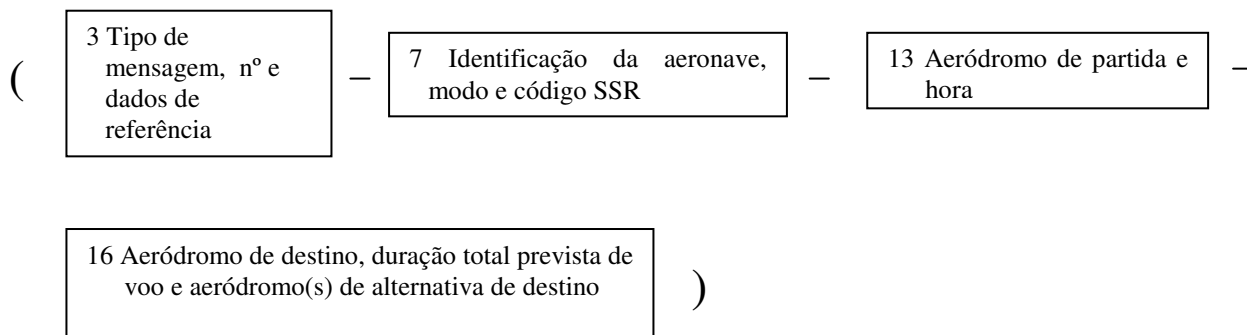 (
3 Tipo de
mensagem, nº e
dados de
referência
–
7 Identificação da aeronave,
modo e código SSR
–
13 Aeródromo de partida e
hora
–
16 Aeródromo de destino, duração total prevista de
voo e aeródromo(s) de alternativa de destino
)